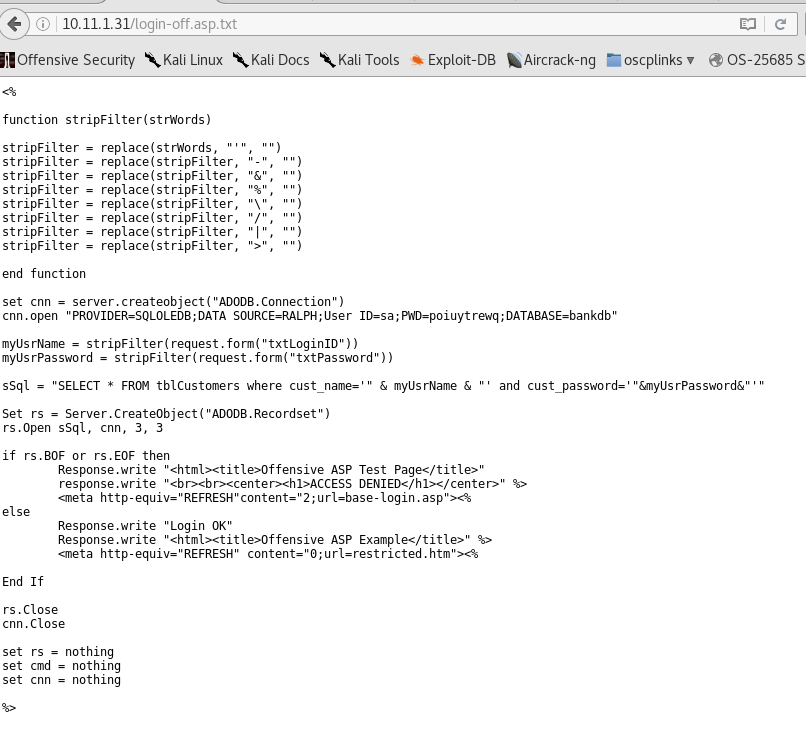 10.11.1.31/login-off.asp.txt
Offensive Security Kali Linux Kali Docs Kali Tools Exploit-DB Aircrack-ng oscplinks OS-25685 S
<%
function stripFilter(strWords)
stripFilter = replace(strWords, "'", "")
stripFilter = replace(stripFilter, "-", "")
stripFilter = replace(stripFilter, "&", "")
stripFilter = replace(stripFilter, "%", "")
stripFilter = replace(stripFilter, "\", "")
stripFilter = replace(stripFilter, "/", "")
stripFilter = replace(stripFilter, "|", "")
stripFilter = replace(stripFilter, ">", "")
end function
set cnn = server.createobject("ADODB.Connection")
cnn.open "PROVIDER=SQLOLEDB;DATA SOURCE=RALPH;User ID=sa;PWD=poiuytrewq;DATABASE=bankdb"
myUsrName = stripFilter(request.form("txtLoginID"))
myUsrPassword = stripFilter(request.form("txtPassword"))
sSql = "SELECT * FROM tblCustomers where cust_name='" & myUsrName & "' and cust_password='"&myUsrPassword&"'"
Set rs = Server.CreateObject("ADODB.Recordset")
rs.Open sSql, cnn, 3, 3
if rs.BOF or rs.EOF then
Response.write "<html><title>Offensive ASP Test Page</title>"
response.write "<br><br><center><h1>ACCESS DENIED</h1></center>" %>
<meta http-equiv="REFRESH"content="2;url=base-login.asp"><%
else
Response.write "Login OK"
Response.write "<html><title>Offensive ASP Example</title>" %>
<meta http-equiv="REFRESH" content="0;url=restricted.htm"><%
End If
rs.Close
cnn.Close
set rs = nothing
set cmd = nothing
set cnn = nothing
%>